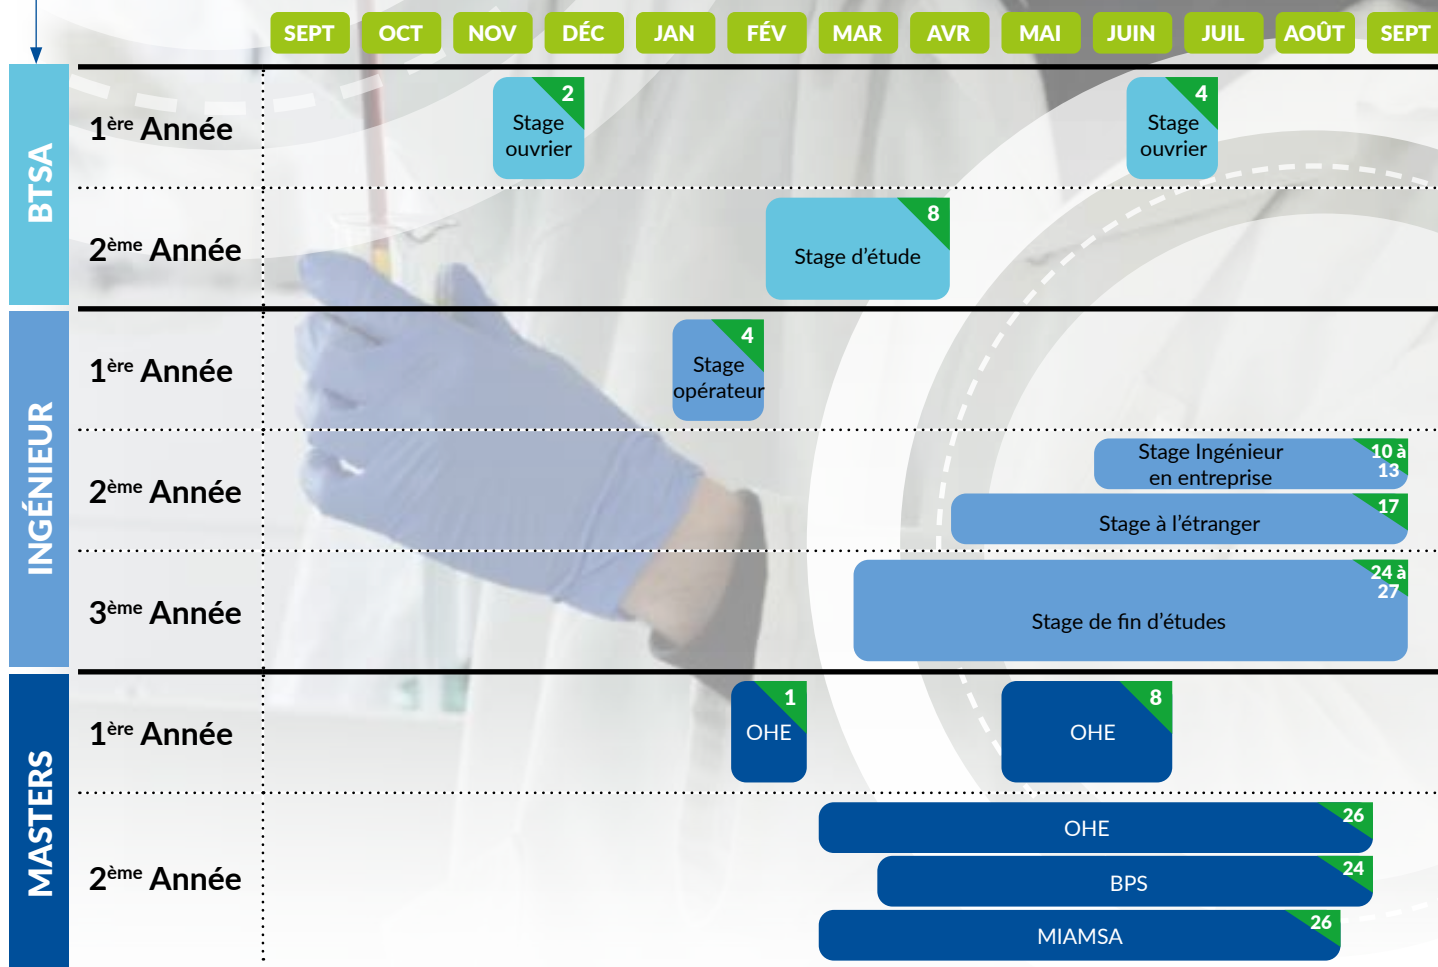 SEPT OCT NOV DÉC JAN FÉV MAR AVR MAI JUIN JUIL AOÛT SEPT
BTSA
1ère Année
2
Stage
ouvrier
4
Stage
ouvrier
2ème Année
8
Stage d’étude
INGÉNIEUR
1ère Année
4
Stage
opérateur
2ème Année
Stage Ingénieur
en entreprise
10 à
13
Stage à l’étranger
17
3ème Année
24 à
27
Stage de fin d’études
MASTERS
1ère Année
1
OHE
8
OHE
2ème Année
OHE
26
BPS
24
MIAMSA
26